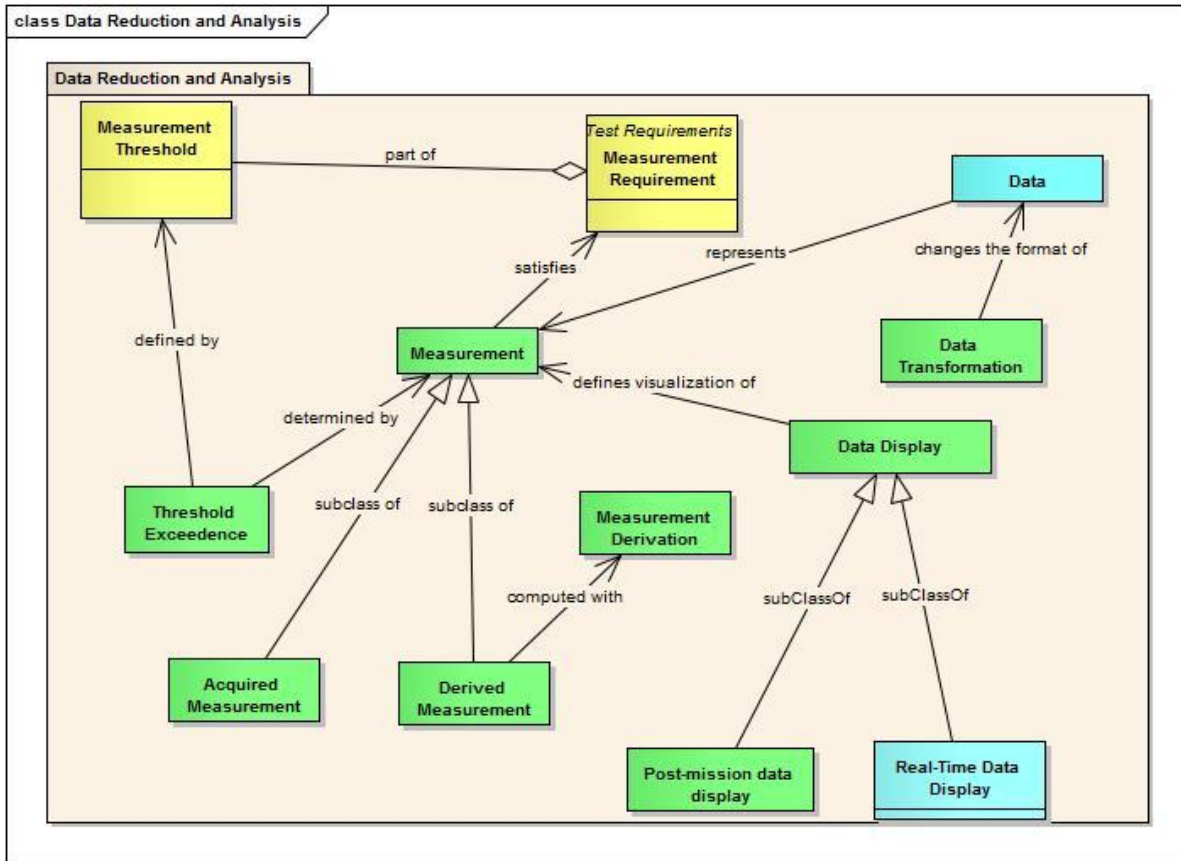 class Data Reduction and Analysis
Data Reduction and Analysis
Measurement
Threshold
part of
Test Requirements
Measurement
Requirement
Data
changes the format of
represents
satisfies
defined by
Measurement
Data
Transformation
defines visualization of
determined by
Data Display
Threshold
Exceedence
subclass of
subclass of
Measurement
Derivation
computed with
subClassOf
subClassOf
Acquired
Measurement
Derived
Measurement
Post-mission data
display
Real-Time Data
Display